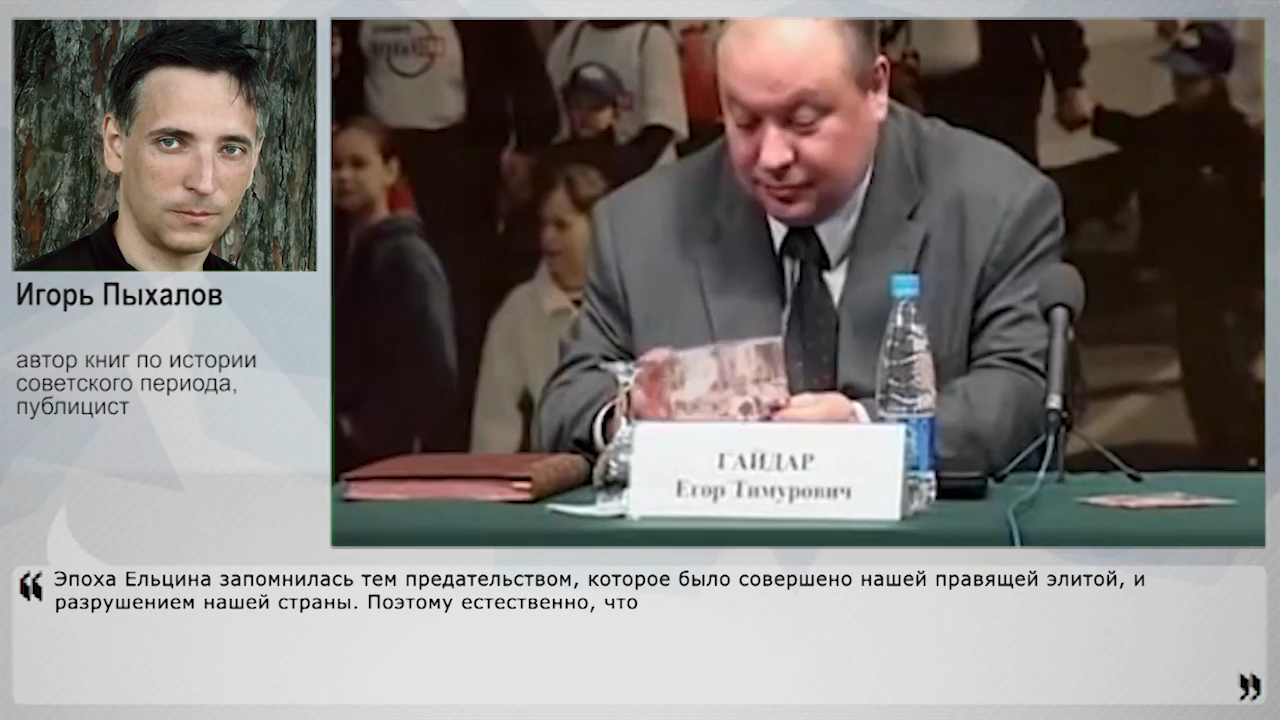 Игорь Пыхалов
автор книг по истории
советского периода,
публицист
ГАЙДАР
Егор Тимурович
“ Эпоха Ельцина запомнилась тем предательством, которое было совершено нашей правящей элитой, и
разрушением нашей страны. Поэтому естественно, что
”